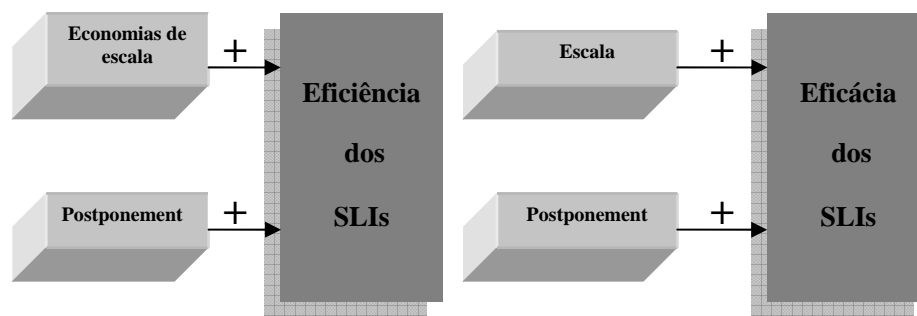 Economias de
escala
+
Eficiência
dos
SLIs
Postponement
+
Escala
+
Eficácia
dos
SLIs
Postponement
+